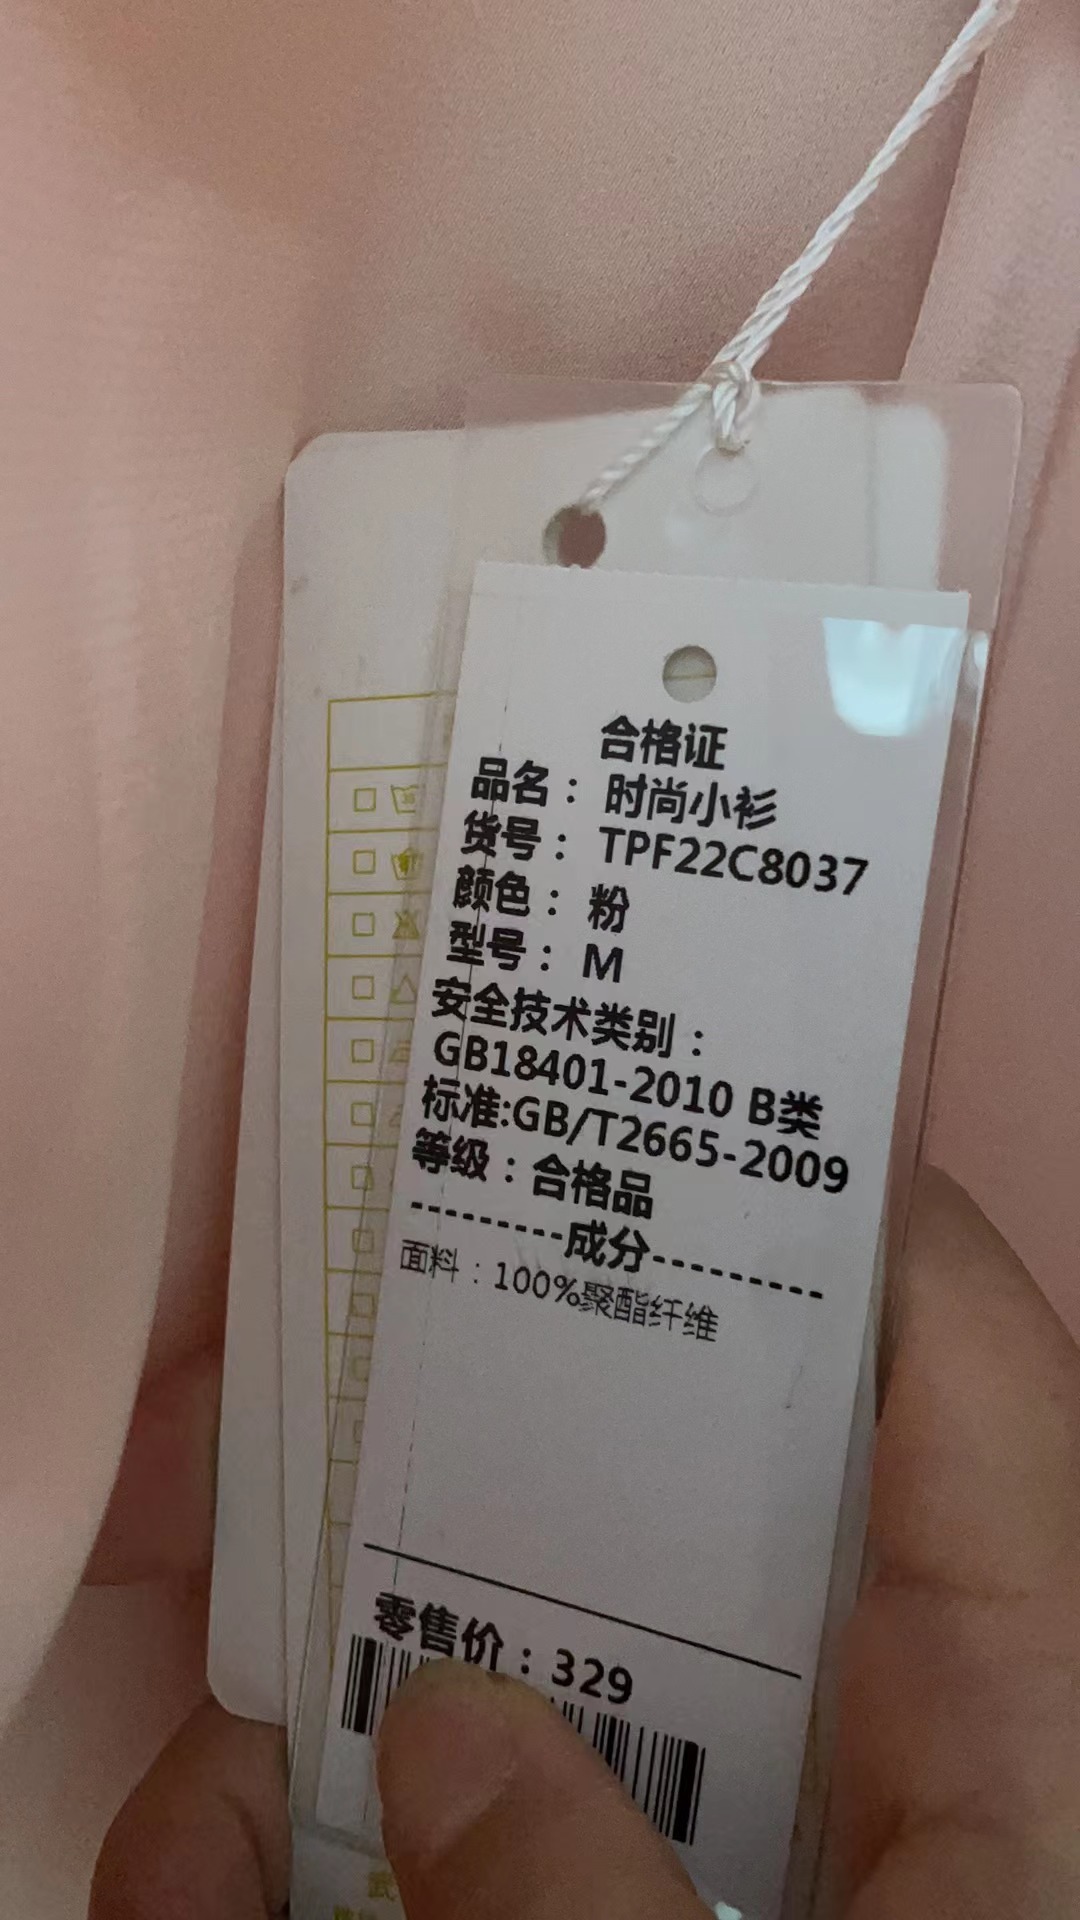 合格证
品名： 时尚小衫
货号： TPF22C8037
颜色： 粉
型号： M
安全技术类别：
GB18401-2010 B类
标准:GB/T2665-2009
等级：合格品
---------成分---------
面料：100%聚酯纤维
零售价：329